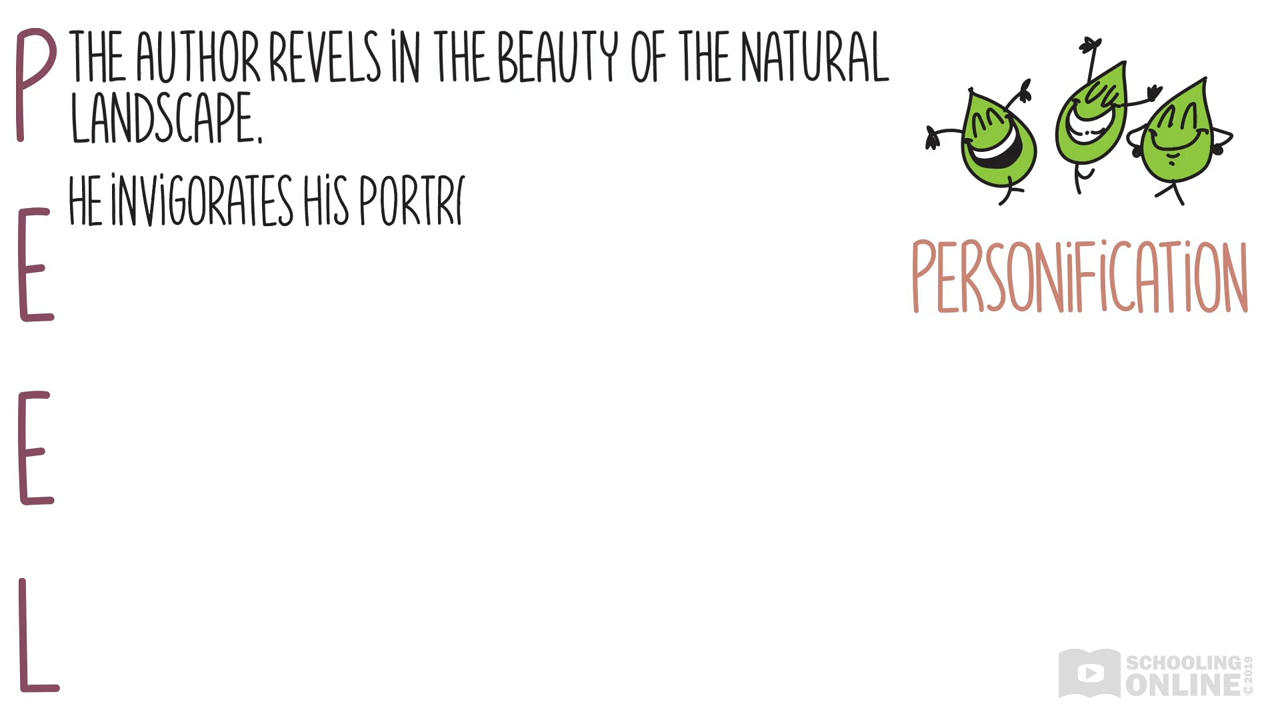 P
THE AUTHOR REVELS iN THE BEAUTY OF THE NATURAL
LANDSCAPE.
E
HE iNViGORATES HiS
PERSONiFiCATiON
E
L
SCHOOLING
ONLINE
© 2019